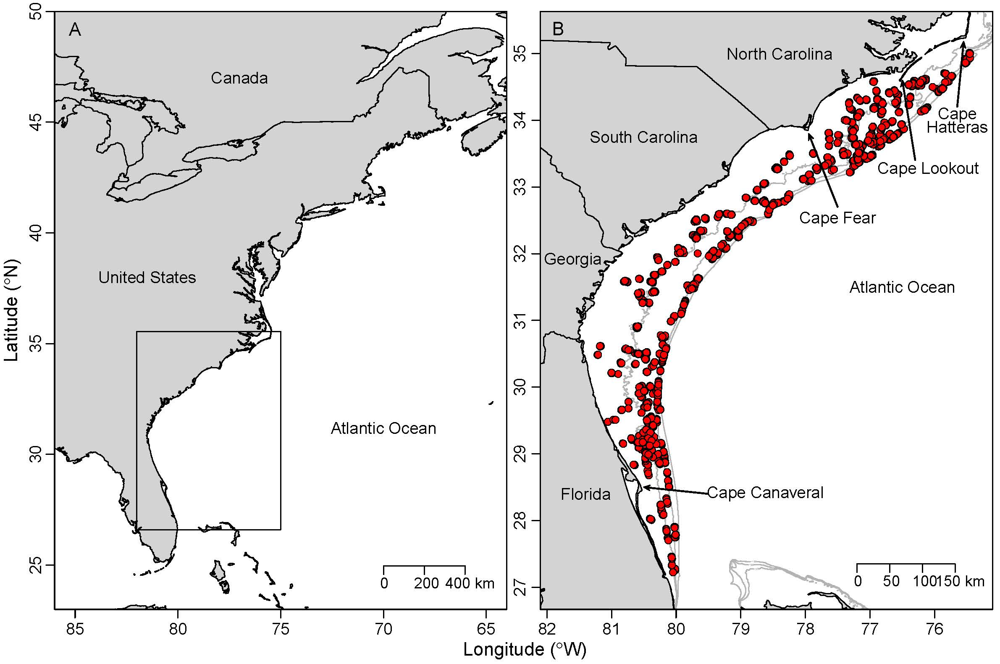 A
Canada
United States
Atlantic Ocean
0 200 400 km
50
45
40
35
30
25
85 80 75 70 65
Latitude (°N)
B
North Carolina
South Carolina
Georgia
Florida
Cape
Hatteras
Cape Lookout
Cape Fear
Atlantic Ocean
Cape Canaveral
0 50 100 150 km
35
34
33
32
31
30
29
28
27
82 81 80 79 78 77 76
Longitude (°W)